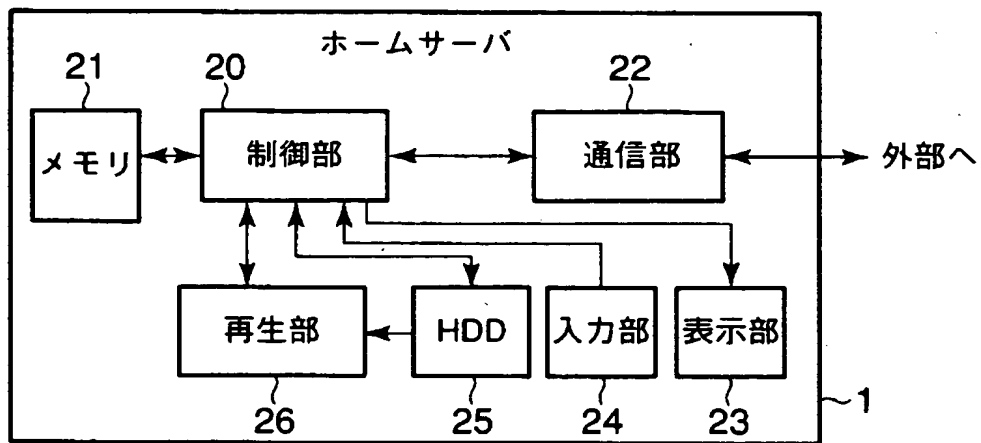 ホームサーバ
21
20
22
メモリ
制御部
通信部
外部へ
再生部
HDD
入力部
表示部
26
25
24
23
1